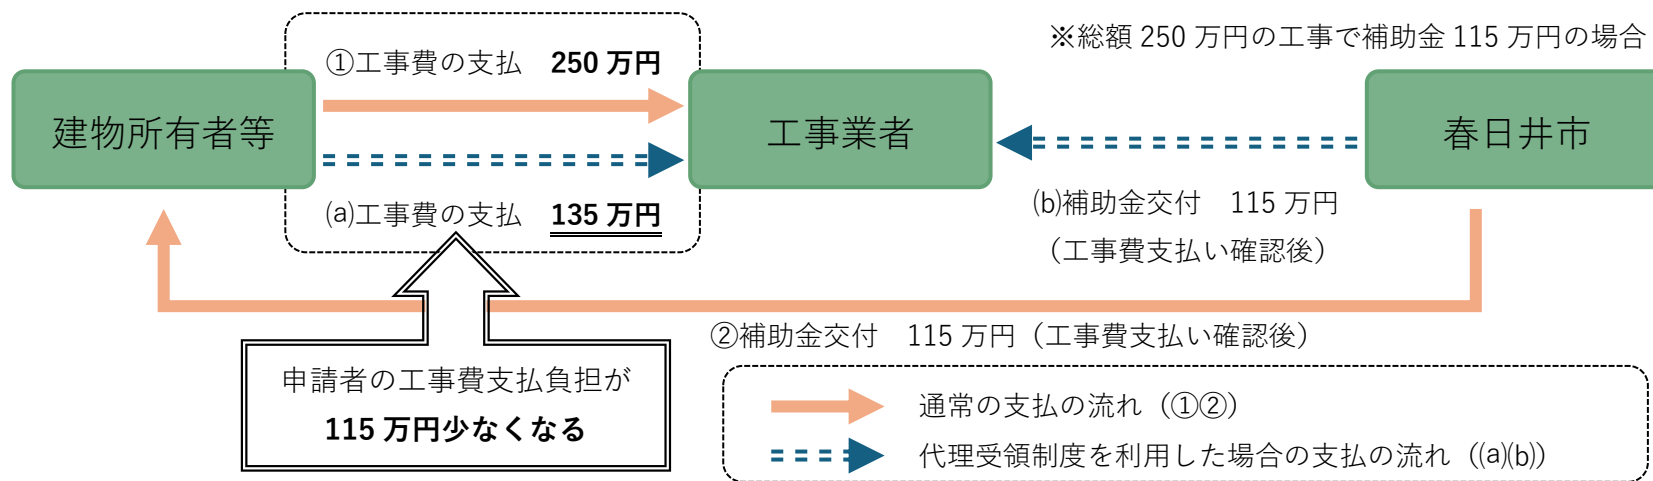 ※総額 250 万円の工事で補助金 115 万円の場合
①工事費の支払　250 万円
建物所有者等
工事業者
春日井市
(a)工事費の支払　135 万円
(b)補助金交付　115 万円
（工事費支払い確認後）
②補助金交付　115 万円（工事費支払い確認後）
申請者の工事費支払負担が
115 万円少なくなる
通常の支払の流れ（①②）
代理受領制度を利用した場合の支払の流れ（(a)(b)）